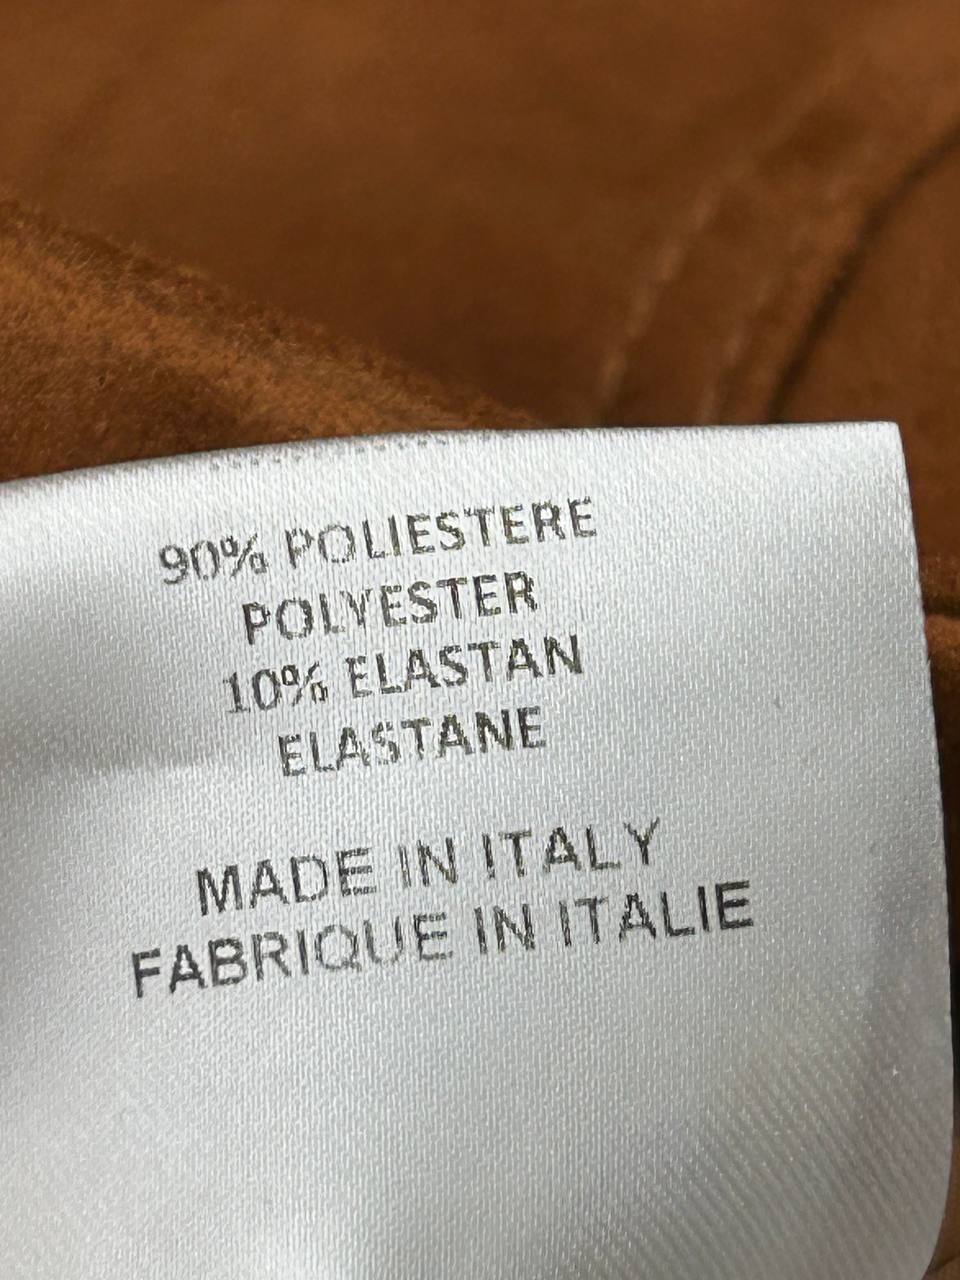 90% POLIESTERE
POLYESTER
10% ELASTAN
ELASTANE
MADE IN ITALY
FABRIQUE IN ITALIE